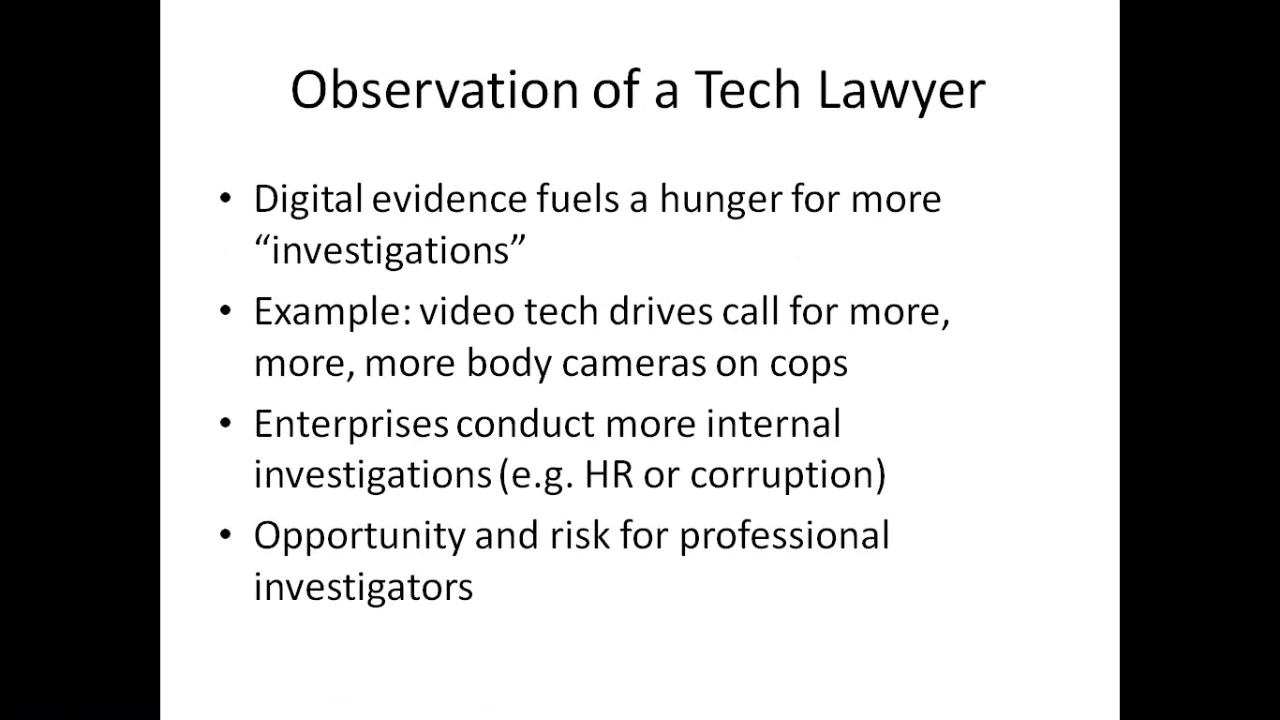 Observation of a Tech Lawyer
• Digital evidence fuels a hunger for more
“investigations”
• Example: video tech drives call for more,
more, more body cameras on cops
• Enterprises conduct more internal
investigations (e.g. HR or corruption)
• Opportunity and risk for professional
investigators